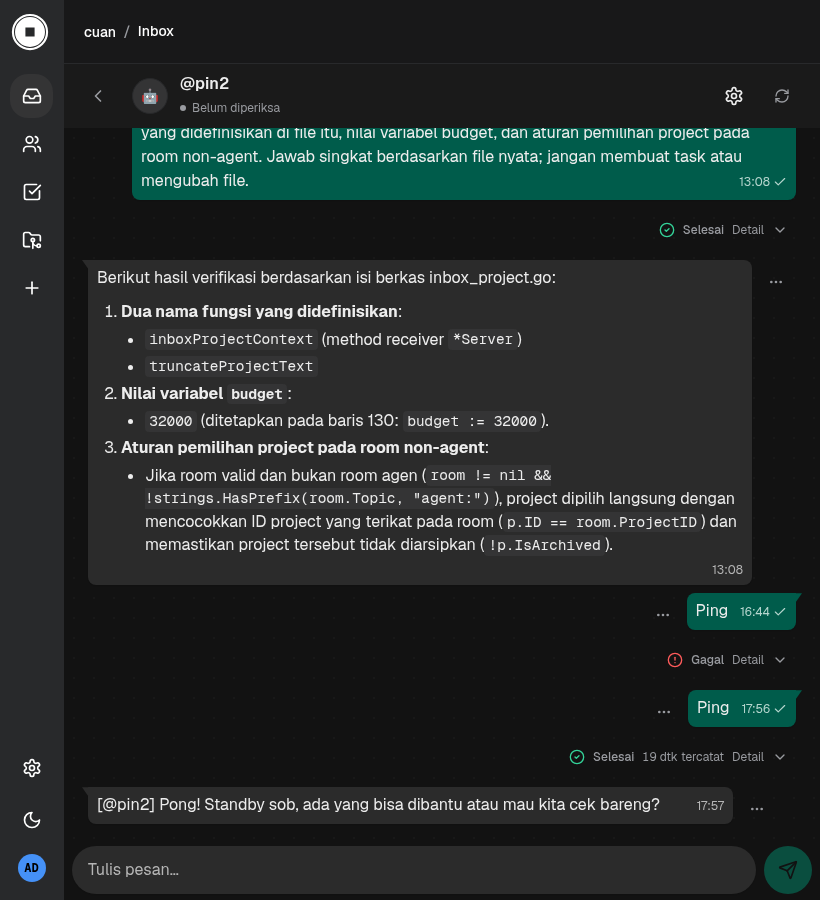 cuan / Inbox
@pin2
Belum diperiksa
yang didefinisikan di file itu, nilai variabel budget, dan aturan pemilihan project pada
room non-agent. Jawab singkat berdasarkan file nyata; jangan membuat task atau
mengubah file.
13:08
Selesai Detail
Berikut hasil verifikasi berdasarkan isi berkas inbox_project.go:
1. Dua nama fungsi yang didefinisikan:
• inboxProjectContext (method receiver *Server)
• truncateProjectText
2. Nilai variabel budget:
• 32000 (ditetapkan pada baris 130: budget := 32000).
3. Aturan pemilihan project pada room non-agent:
• Jika room valid dan bukan room agen (room != nil &&
!strings.HasPrefix(room.Topic, "agent:")), project dipilih langsung dengan
mencocokkan ID project yang terikat pada room (p.ID == room.ProjectID) dan
memastikan project tersebut tidak diarsipkan (!p.IsArchived).
13:08
Ping 16:44
Gagal Detail
Ping 17:56
Selesai 19 dtk tercatat Detail
[@pin2] Pong! Standby sob, ada yang bisa dibantu atau mau kita cek bareng? 17:57
AD
Tulis pesan...